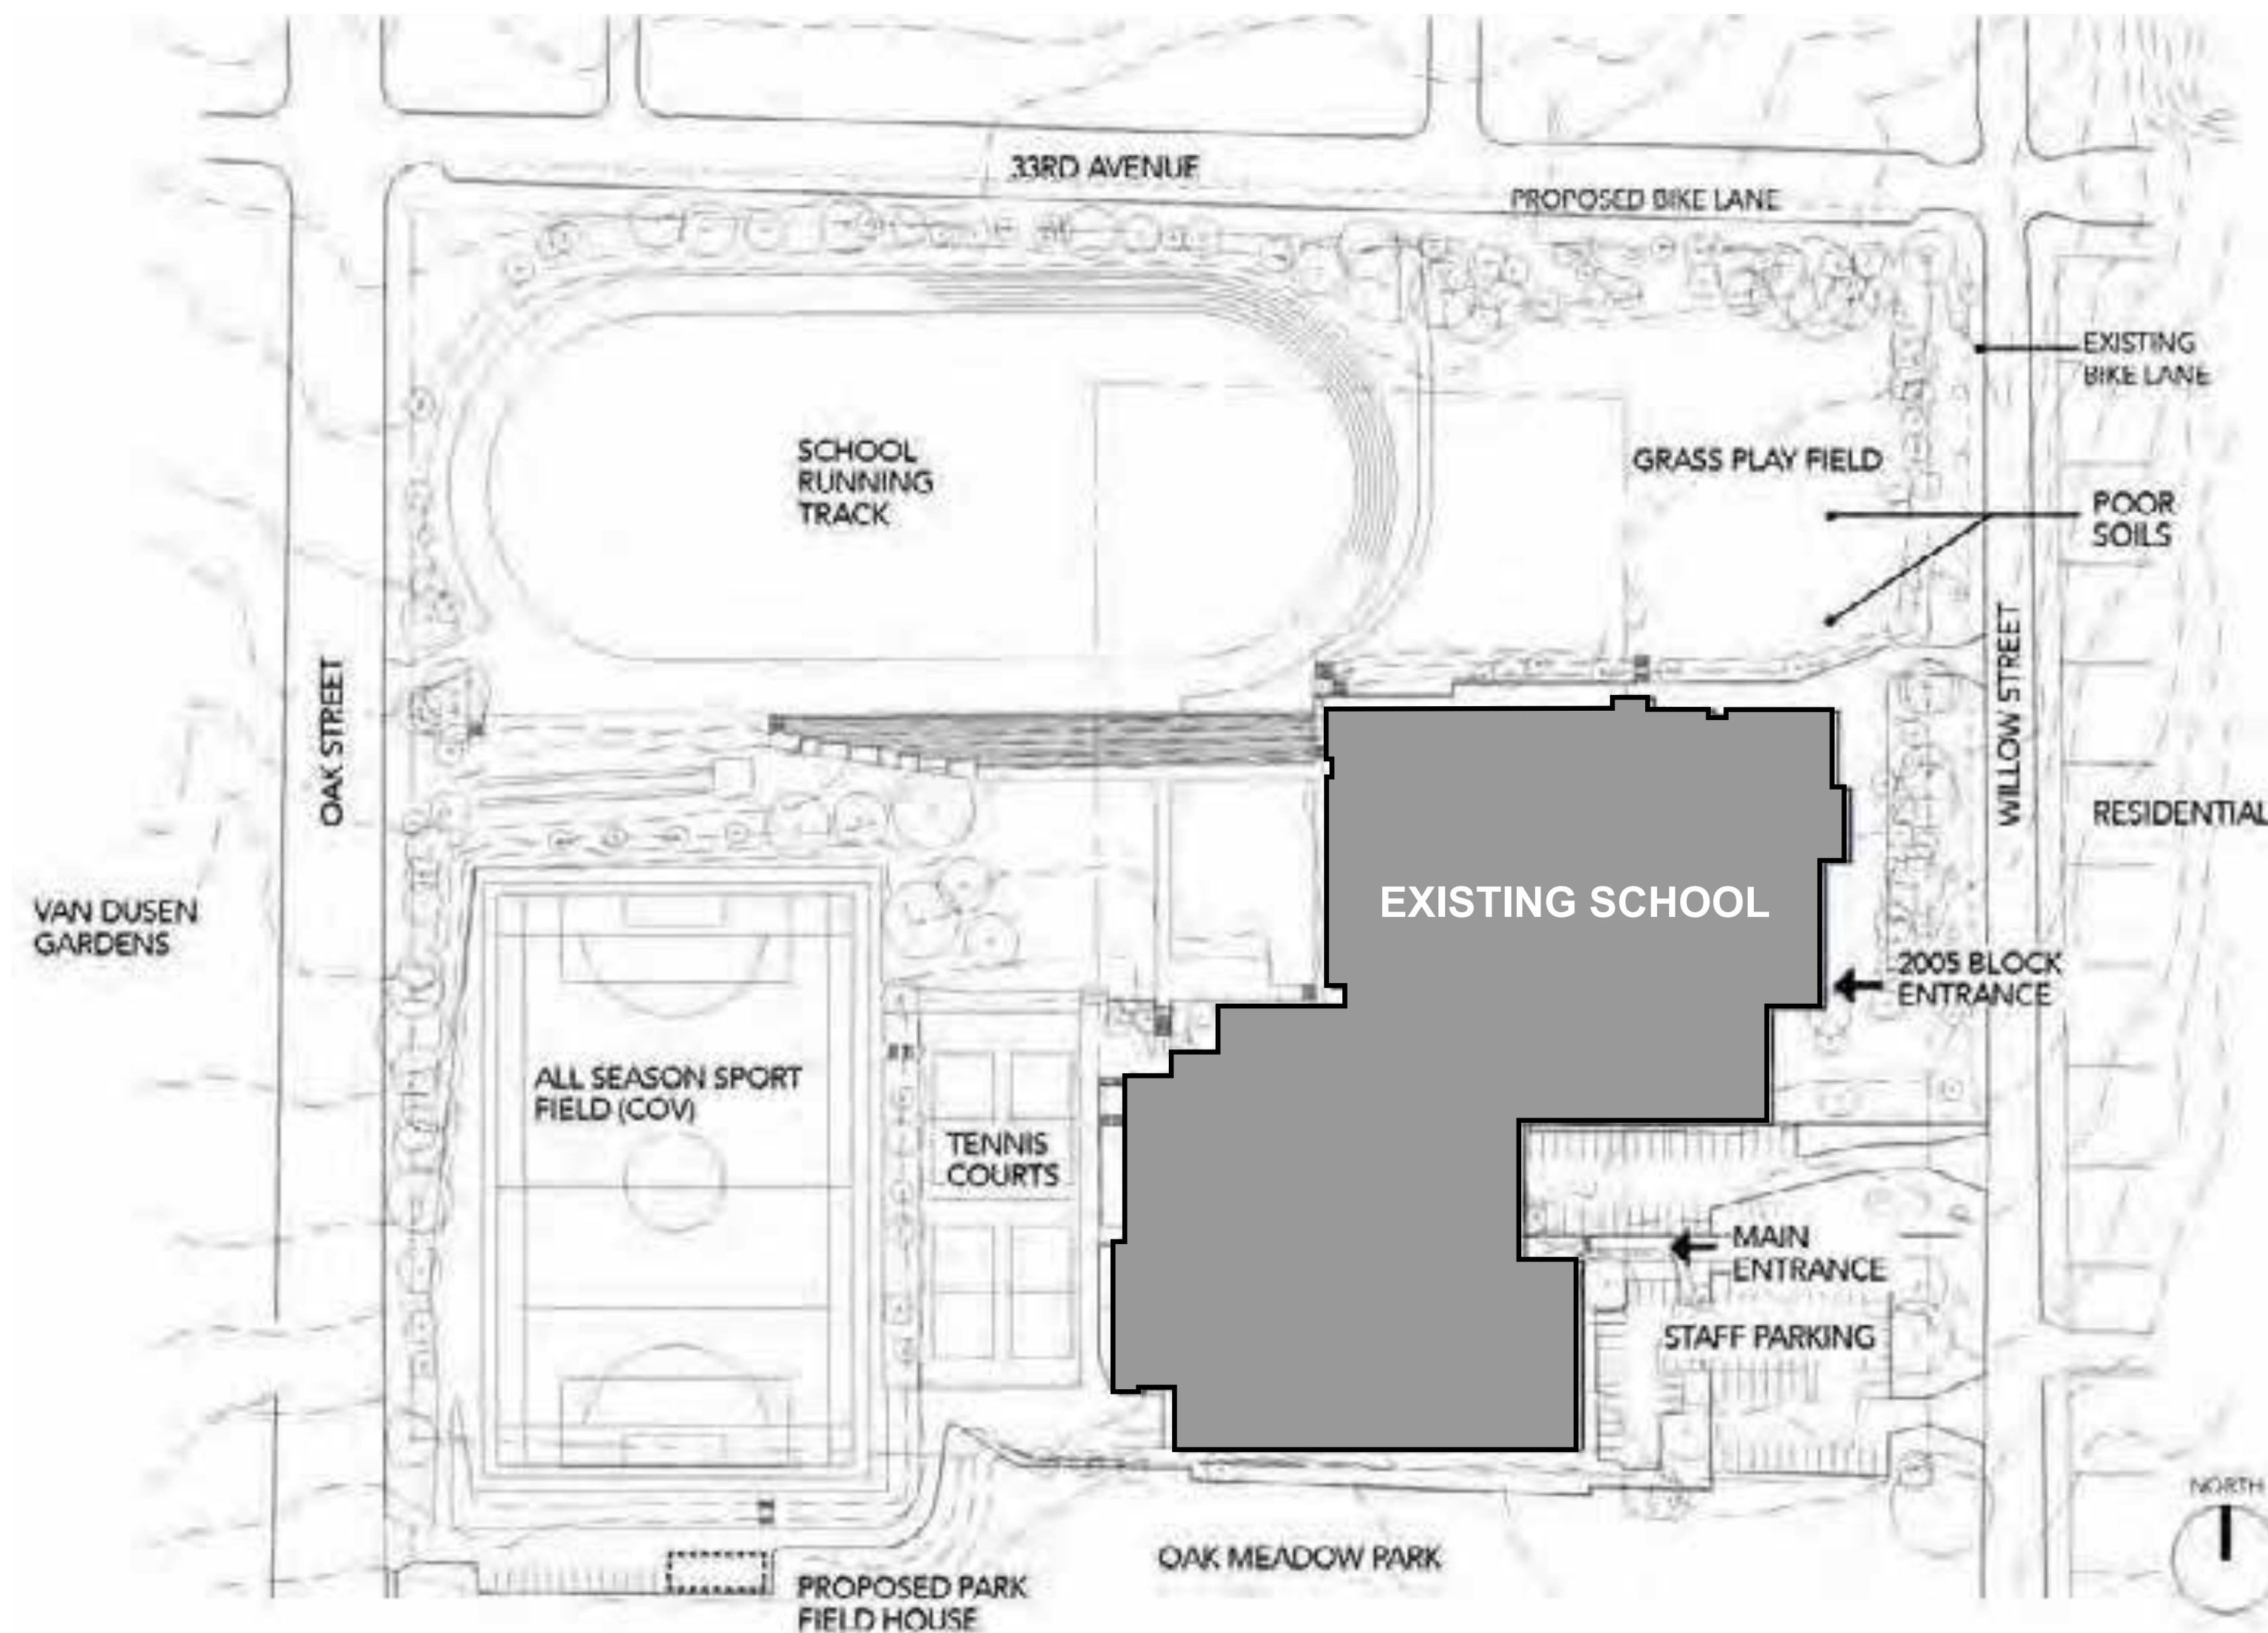 33RD AVENUE
PROPOSED BIKE LANE
EXISTING
BIKE LANE
SCHOOL
RUNNING
TRACK
GRASS PLAY FIELD
POOR
SOILS
OAK STREET
WILLOW STREET
RESIDENTIAL
EXISTING SCHOOL
VAN DUSEN
GARDENS
2005 BLOCK
ENTRANCE
ALL SEASON SPORT
FIELD (COV)
TENNIS
COURTS
MAIN
ENTRANCE
STAFF PARKING
NORTH
OAK MEADOW PARK
PROPOSED PARK
FIELD HOUSE